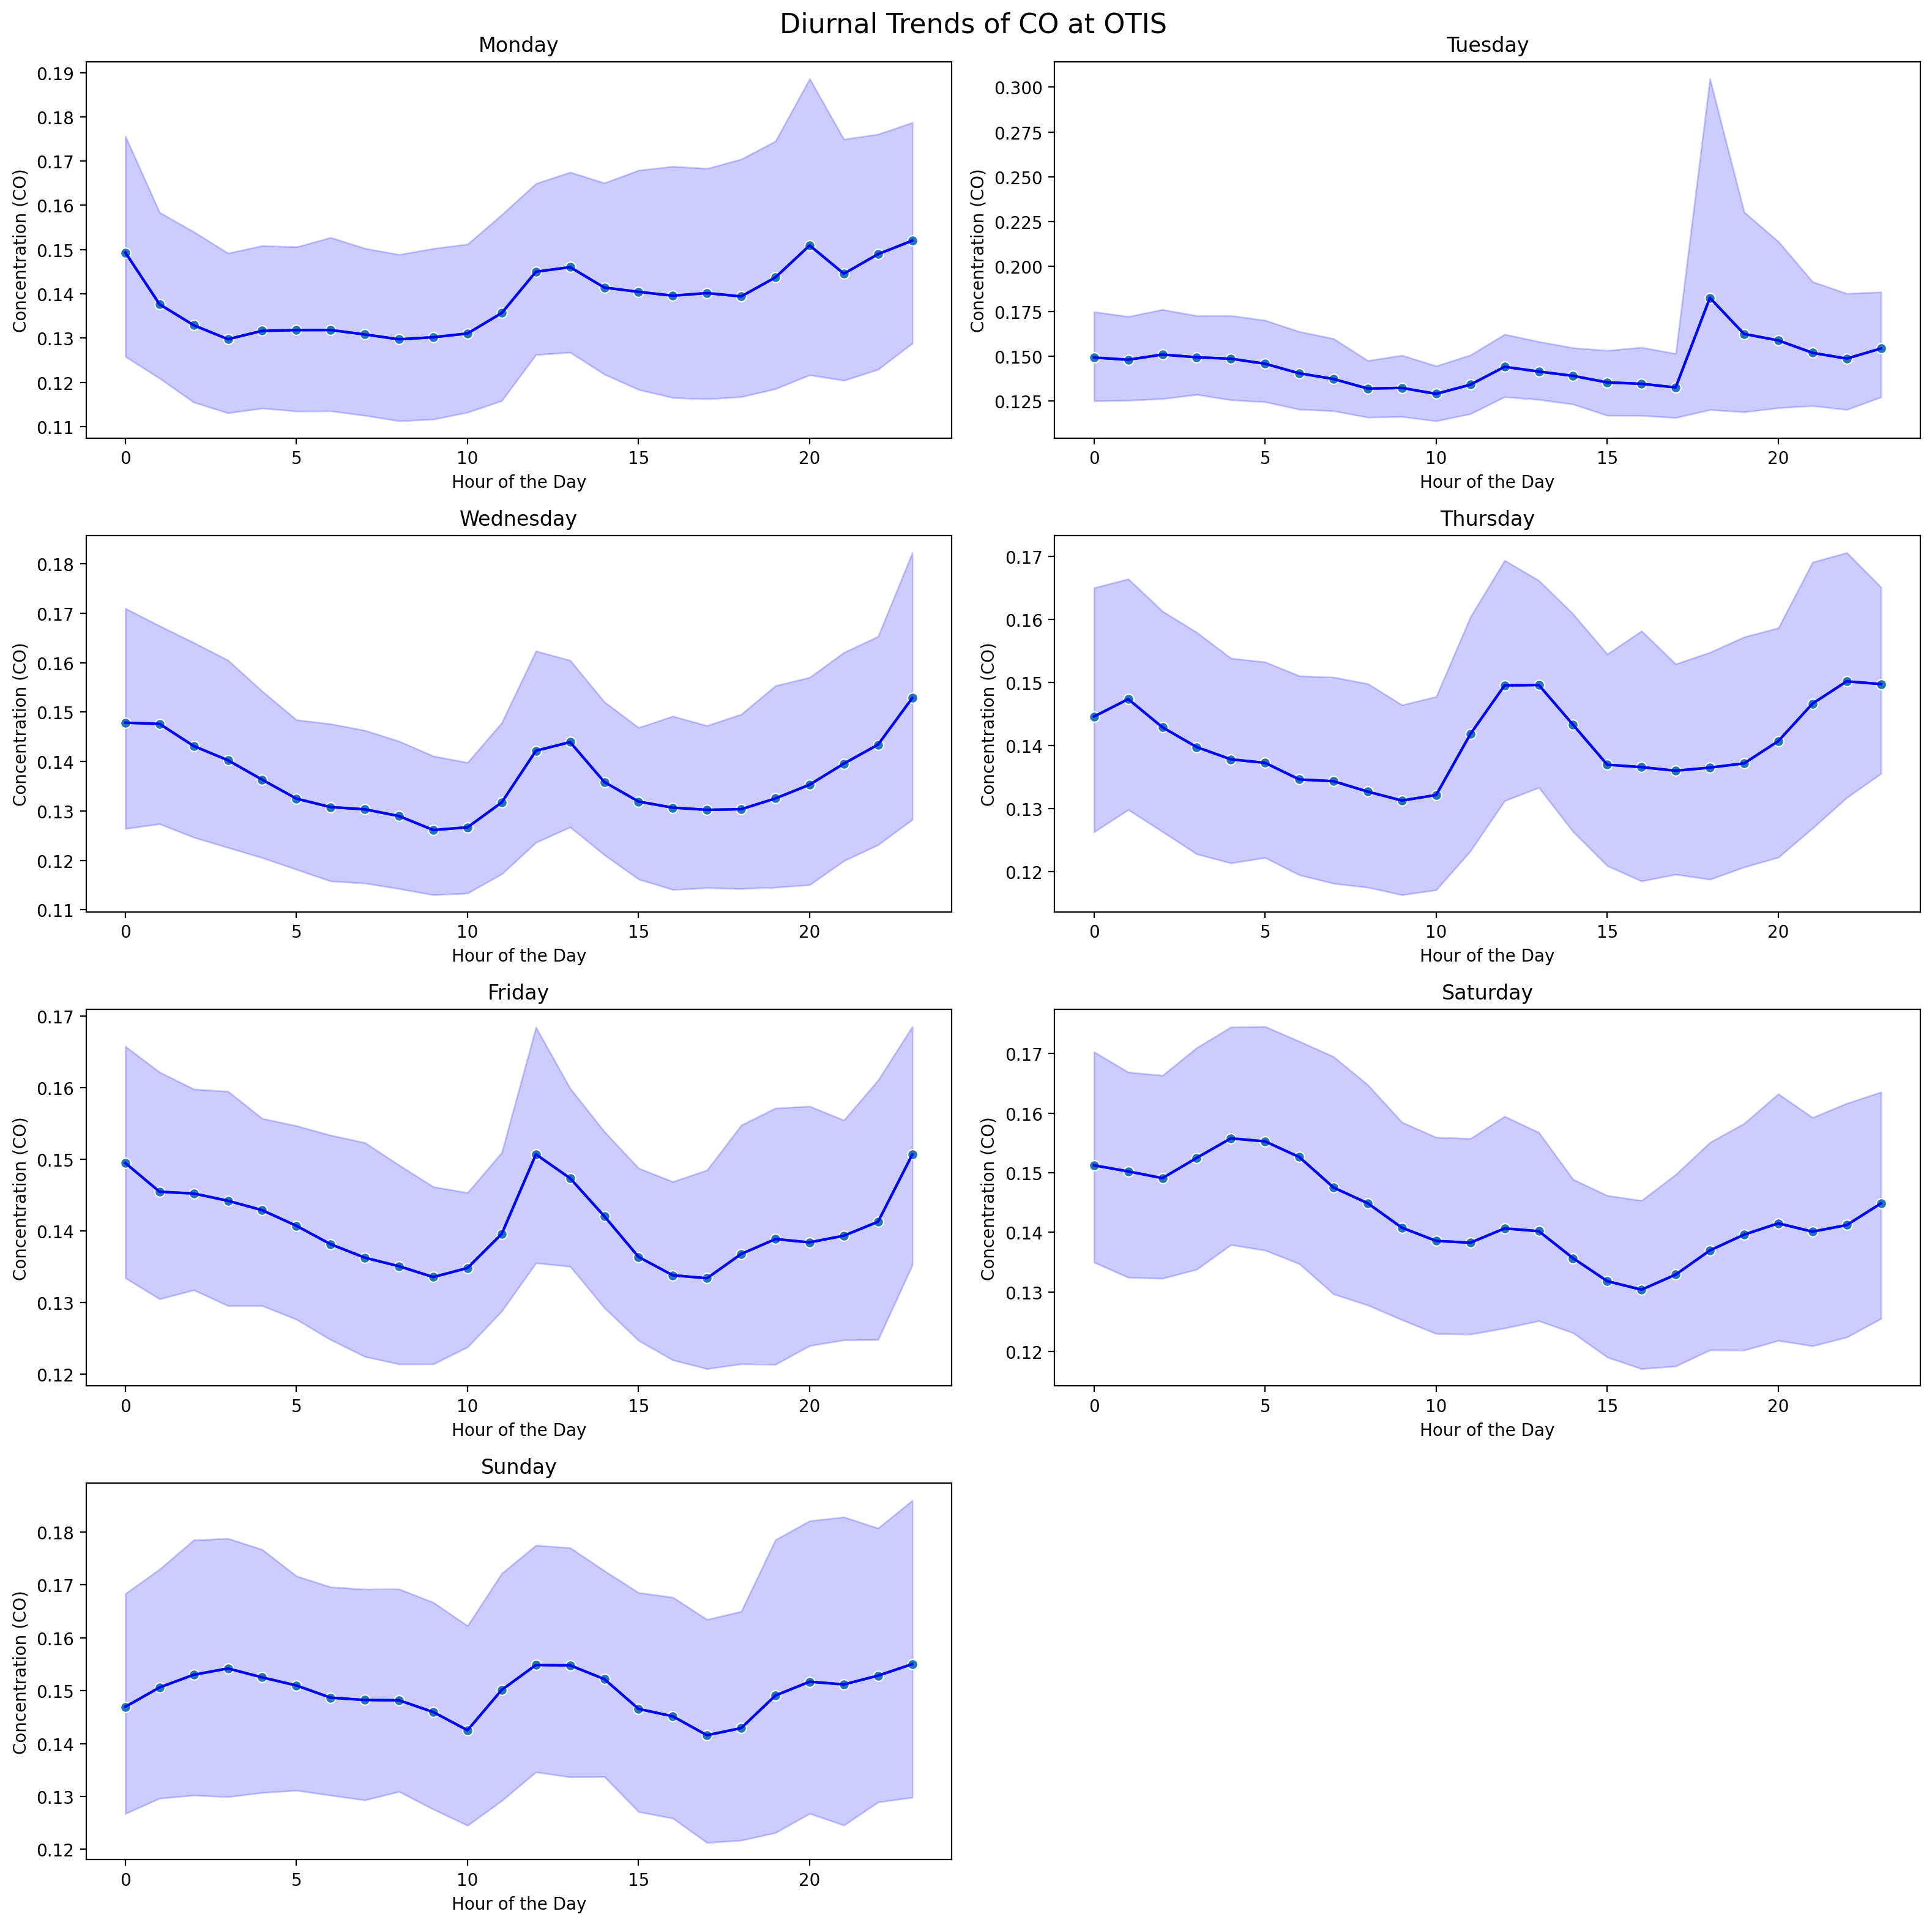 Diurnal Trends of CO at OTIS
Monday
Concentration (CO)
0.19
0.18
0.17
0.16
0.15
0.14
0.13
0.12
0.11
0 5 10 15 20
Hour of the Day
Tuesday
Concentration (CO)
0.300
0.275
0.250
0.225
0.200
0.175
0.150
0.125
0 5 10 15 20
Hour of the Day
Wednesday
Concentration (CO)
0.18
0.17
0.16
0.15
0.14
0.13
0.12
0.11
0 5 10 15 20
Hour of the Day
Thursday
Concentration (CO)
0.17
0.16
0.15
0.14
0.13
0.12
0 5 10 15 20
Hour of the Day
Friday
Concentration (CO)
0.17
0.16
0.15
0.14
0.13
0.12
0 5 10 15 20
Hour of the Day
Saturday
Concentration (CO)
0.17
0.16
0.15
0.14
0.13
0.12
0 5 10 15 20
Hour of the Day
Sunday
Concentration (CO)
0.18
0.17
0.16
0.15
0.14
0.13
0.12
0 5 10 15 20
Hour of the Day